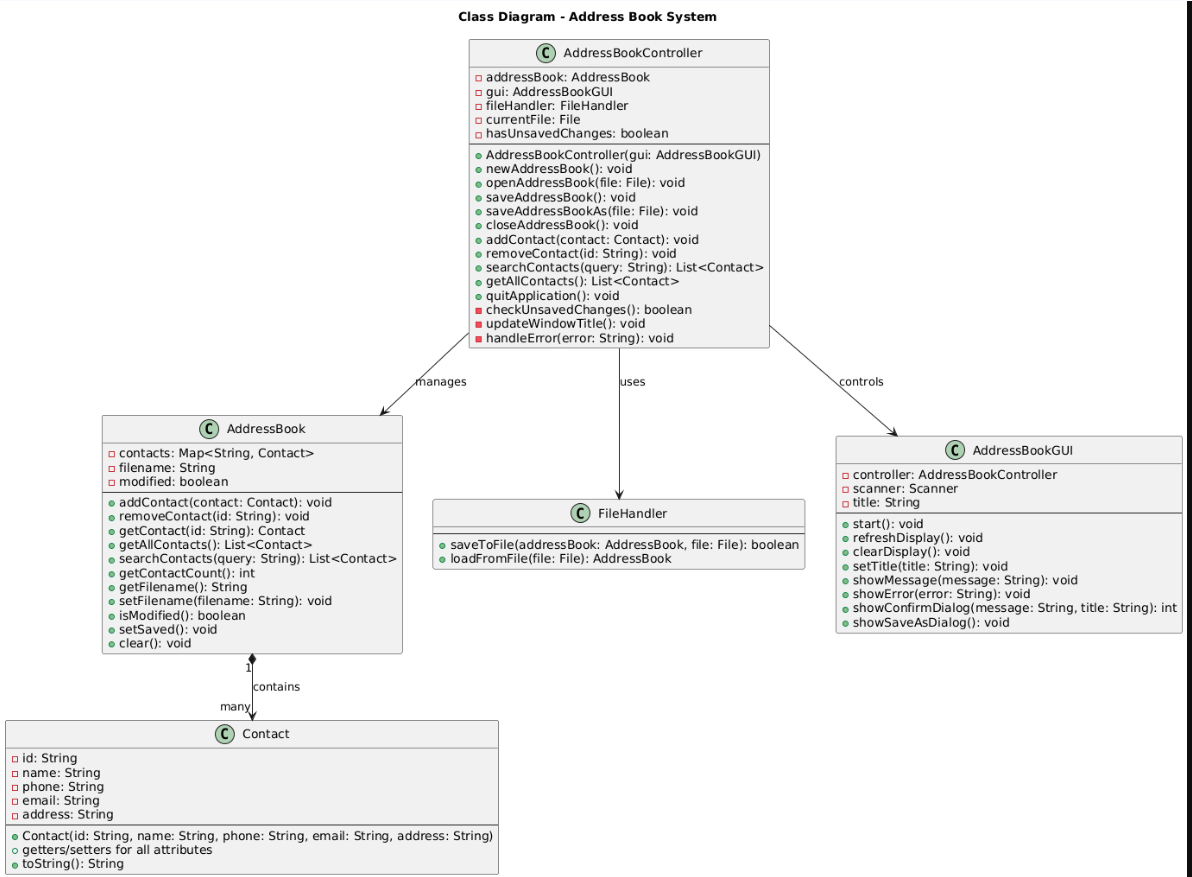 Class Diagram - Address Book System
C AddressBookController
addressBook: AddressBook
gui: AddressBookGUI
fileHandler: FileHandler
currentFile: File
hasUnsavedChanges: boolean
AddressBookController(gui: AddressBookGUI)
newAddressBook(): void
openAddressBook(file: File): void
saveAddressBook(): void
saveAddressBookAs(file: File): void
closeAddressBook(): void
addContact(contact: Contact): void
removeContact(id: String): void
searchContacts(query: String): List<Contact>
getAllContacts(): List<Contact>
quitApplication(): void
checkUnsavedChanges(): boolean
updateWindowTitle(): void
handleError(error: String): void
manages
uses
controls
C AddressBook
contacts: Map<String, Contact>
filename: String
modified: boolean
addContact(contact: Contact): void
removeContact(id: String): void
getContact(id: String): Contact
getAllContacts(): List<Contact>
searchContacts(query: String): List<Contact>
getContactCount(): int
getFilename(): String
setFilename(filename: String): void
isModified(): boolean
setSaved(): void
clear(): void
C FileHandler
saveToFile(addressBook: AddressBook, file: File): boolean
loadFromFile(file: File): AddressBook
C AddressBookGUI
controller: AddressBookController
scanner: Scanner
title: String
start(): void
refreshDisplay(): void
clearDisplay(): void
setTitle(title: String): void
showMessage(message: String): void
showError(error: String): void
showConfirmDialog(message: String, title: String): int
showSaveAsDialog(): void
1
contains
many
C Contact
id: String
name: String
phone: String
email: String
address: String
Contact(id: String, name: String, phone: String, email: String, address: String)
getters/setters for all attributes
toString(): String